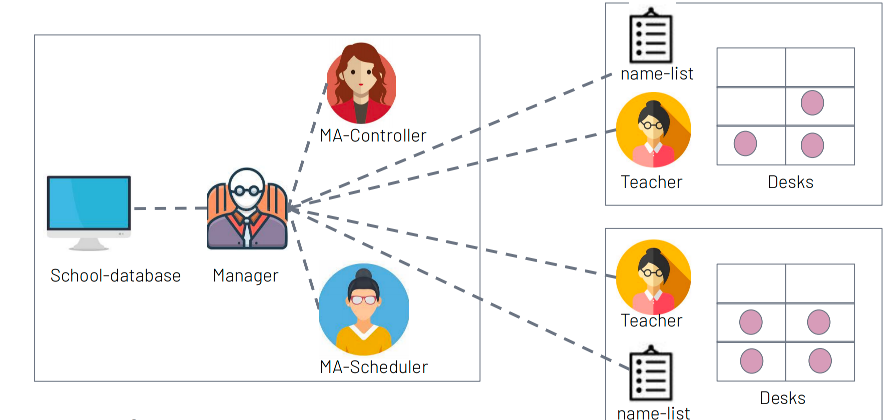 name-list
MA-Controller
Teacher
Desks
School-database
Manager
MA-Scheduler
Teacher
Desks
name-list